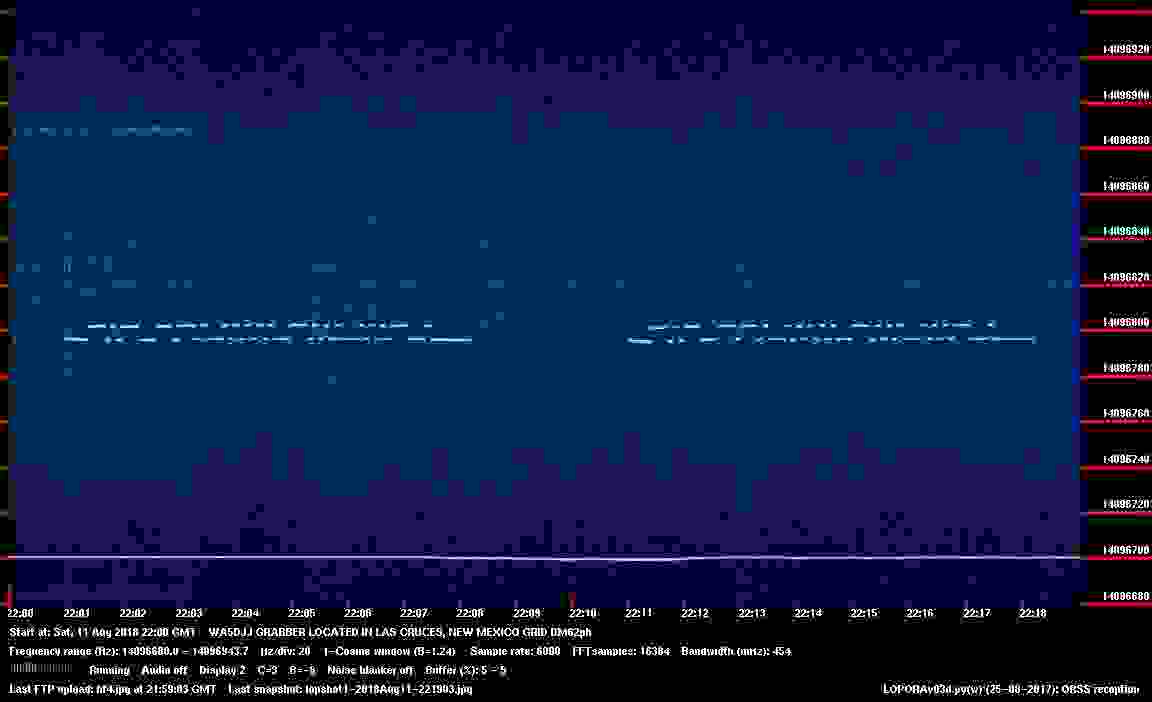 14096920
14096900
14096880
14096860
14096840
14096820
14096800
14096780
14096760
14096740
14096720
14096700
14096680
22:00 22:01 22:02 22:03 22:04 22:05 22:06 22:07 22:08 22:09 22:10 22:11 22:12 22:13 22:14 22:15 22:16 22:17 22:18
Start at: Sat, 11 Aug 2018 22:00 GMT WA5DJJ GRABBER LOCATED IN LAS CRUCES, NEW MEXICO GRID DM62ph
Frequency range (Hz): 14096680.0 - 14096943.7 Hz/div: 20 window (B=1.24) Sample rate: 6000 FFTsamples: 16384 Bandwidth (mHz): 454
Running Audio off Display 2 C=3 Noise blanker off Buffer (%): 5 - 5
Last FTP upload: hf4.jpg at 21:59:03 GMT Last snapshot: lopshot1-2018Aug11-221903.jpg
LOPORAv03d.py(w) (25-08-2017): QRSS reception